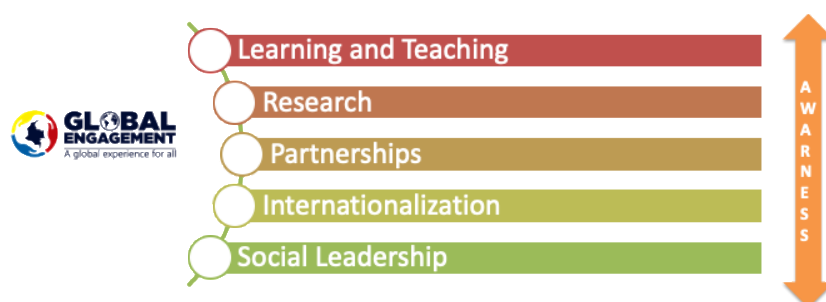 Learning and Teaching
Research
GLOBAL
ENGAGEMENT
A global experience for all
Partnerships
Internationalization
Social Leadership
AWARNESS